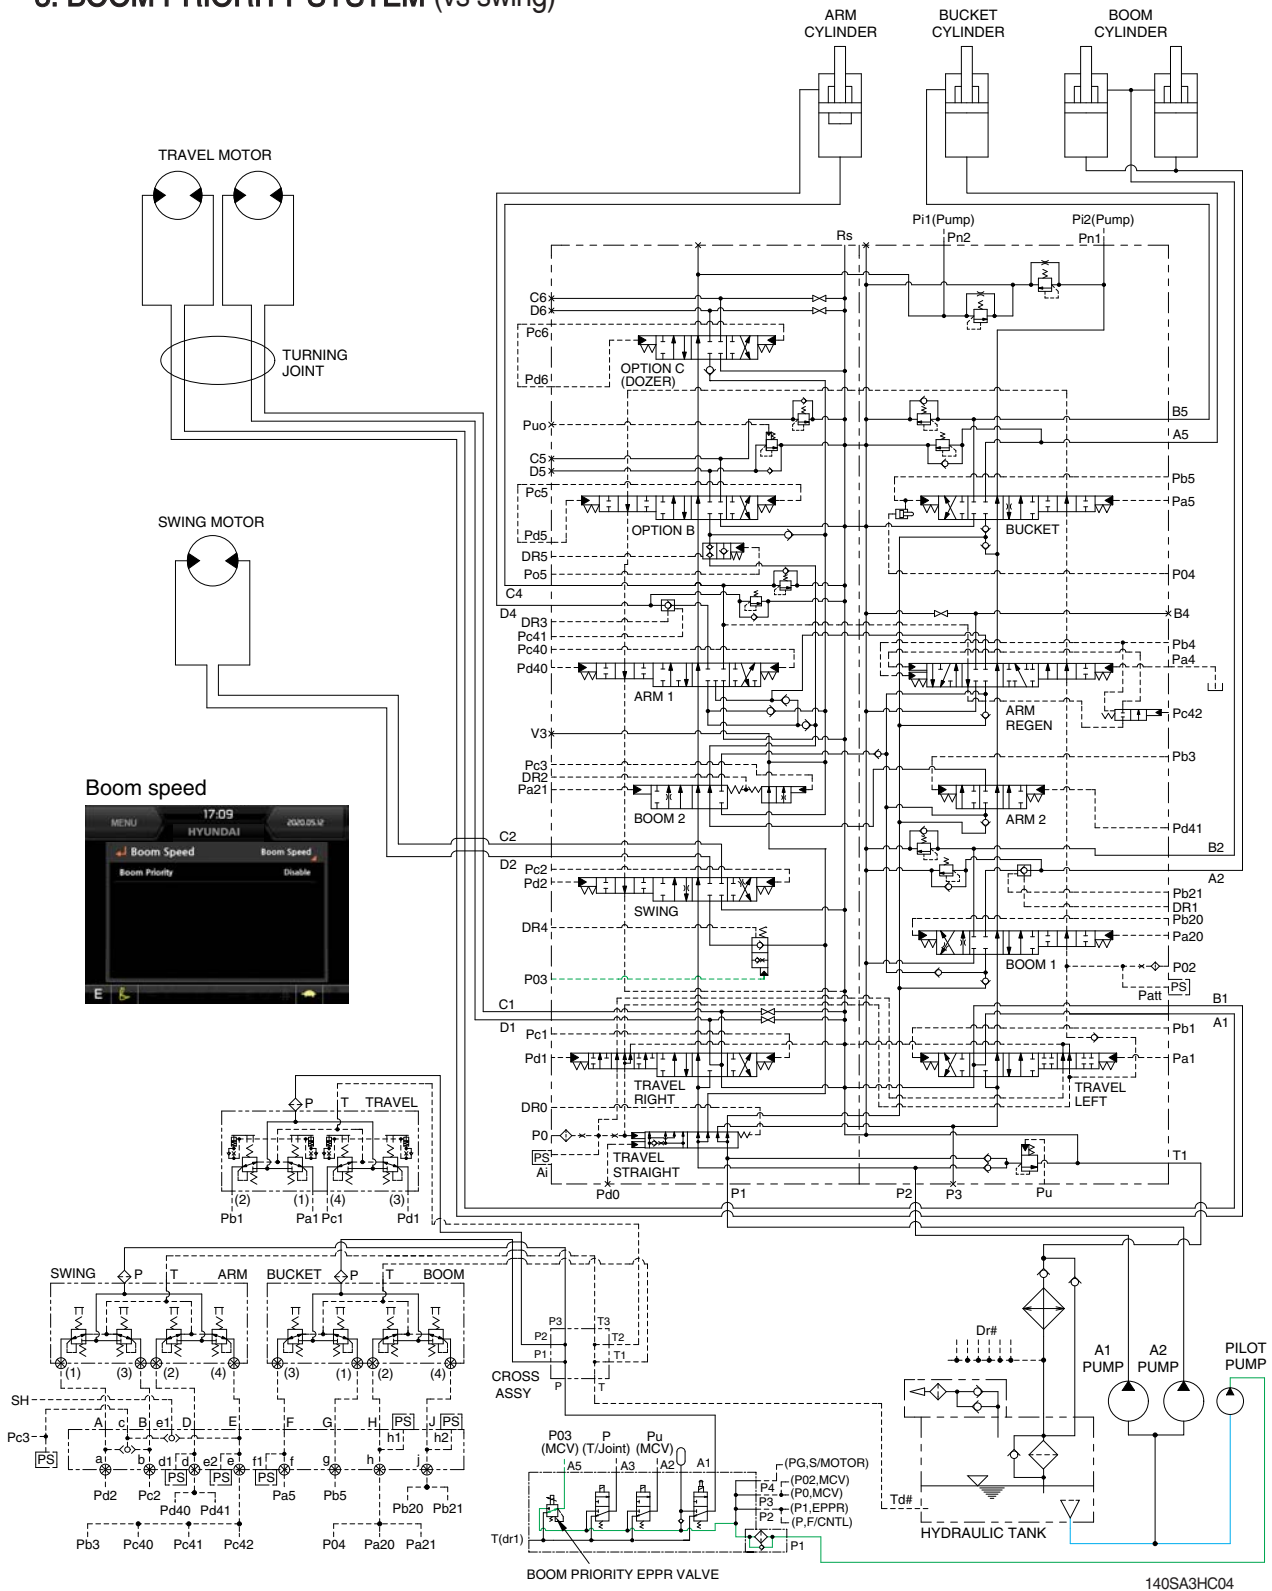 BOOM PRIORITY SYSTEM (vs swing)
ARM
CYLINDER
BUCKET
CYLINDER
BOOM
CYLINDER
TRAVEL MOTOR
TURNING
JOINT
SWING MOTOR
Pi1(Pump)
Pn2
Pi2(Pump)
Pn1
Rs
C6
D6
Pc6
Pd6
OPTION C
(DOZER)
Puo
C5
D5
Pc5
Pd5
OPTION B
DR5
Po5
C4
D4
DR3
Pc41
Pc40
Pd40
ARM 1
V3
Pc3
DR2
Pa21
BOOM 2
C2
D2
Pc2
Pd2
SWING
DR4
P03
C1
D1
Pc1
Pd1
TRAVEL
RIGHT
DR0
P0
PS
Ai
TRAVEL
STRAIGHT
Pd0
P1
P2
P3
Pu
T1
B5
A5
Pb5
Pa5
BUCKET
P04
B4
Pb4
Pa4
ARM
REGEN
Pc42
Pb3
ARM 2
Pd41
B2
A2
Pb21
DR1
Pb20
Pa20
BOOM 1
P02
PS
Patt
B1
A1
Pb1
Pa1
TRAVEL
LEFT
Boom speed
MENU
17:09
HYUNDAI
2020.05.12
Boom Speed
Boom Speed
Boom Priority
Disable
E
P
T
TRAVEL
(2)
(1)
(4)
(3)
Pb1
Pa1
Pc1
Pd1
SWING
P
T
ARM
BUCKET
P
T
BOOM
(1)
(3)
(2)
(4)
(3)
(1)
(2)
(4)
SH
Pc3
PS
A
c
B
e1
D
E
F
G
H
PS
J
PS
h1
h2
a
b
d1
d
e2
e
f1
f
g
h
j
PS
PS
PS
Pd2
Pc2
Pd40
Pd41
Pa5
Pb5
Pb20
Pb21
Pb3
Pc40
Pc41
Pc42
P04
Pa20
Pa21
P3
T3
P2
T2
P1
T1
CROSS
ASSY
P
T
P03
(MCV)
P
(T/Joint)
Pu
(MCV)
A5
A3
A2
A1
(PG,S/MOTOR)
P4
(P02,MCV)
(P0,MCV)
P3
(P1,EPPR)
P2
(P,F/CNTL)
P1
T(dr1)
BOOM PRIORITY EPPR VALVE
Dr#
Td#
HYDRAULIC TANK
A1
PUMP
A2
PUMP
PILOT
PUMP
140SA3HC04